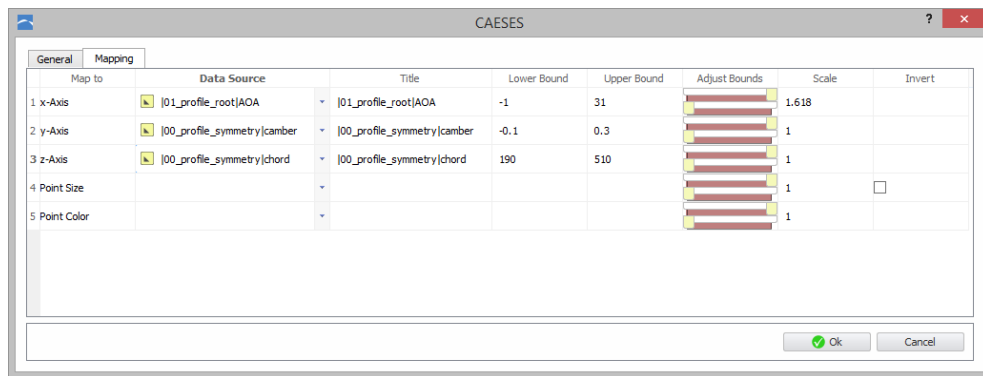 CAESES
? ×
General Mapping
Map to Data Source Title Lower Bound Upper Bound Adjust Bounds Scale Invert
1 x-Axis |01_profile_root|AOA |01_profile_root|AOA -1 31 1.618
2 y-Axis |00_profile_symmetry|camber |00_profile_symmetry|camber -0.1 0.3 1
3 z-Axis |00_profile_symmetry|chord |00_profile_symmetry|chord 190 510 1
4 Point Size 1
5 Point Color 1
Ok Cancel